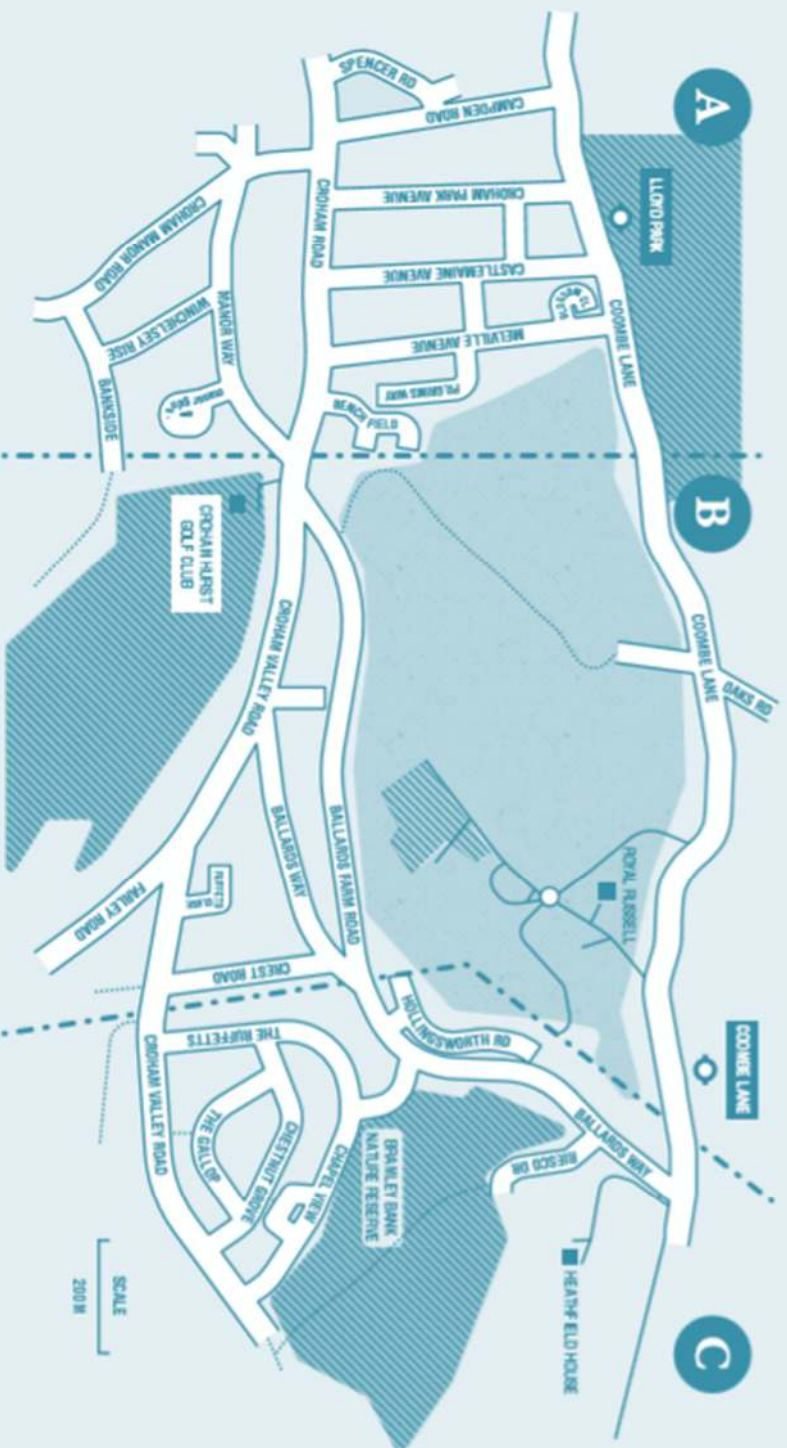 A
LLOYD PARK
SPENCER RD
CAMPDEN ROAD
CROHAM PARK AVENUE
CASTLEMAINE AVENUE
MELVILLE AVENUE
PILGRIMS WAY
BENCH FIELD
CROHAM ROAD
CROHAM MANOR ROAD
MANOR WAY
WINCHELSEY RISE
BANKSIDE
COOMBE LANE
B
COOMBE LANE
OAKS RD
CROHAM HURST
GOLF CLUB
CROHAM VALLEY ROAD
BALLARDS WAY
BALLARDS FARM ROAD
ROYAL RUSSELL
FARLEY ROAD
CREST ROAD
COOMBE LANE
HOLLINGSWORTH RD
THE RUFFETTS
CROHAM VALLEY ROAD
THE GALLOP
CHESTNUT GROVE
CHAPEL VIEW
BRAMLEY BANK
NATURE RESERVE
BALLARDS WAY
RIESCO DR
HEATHFIELD HOUSE
C
SCALE
200 M